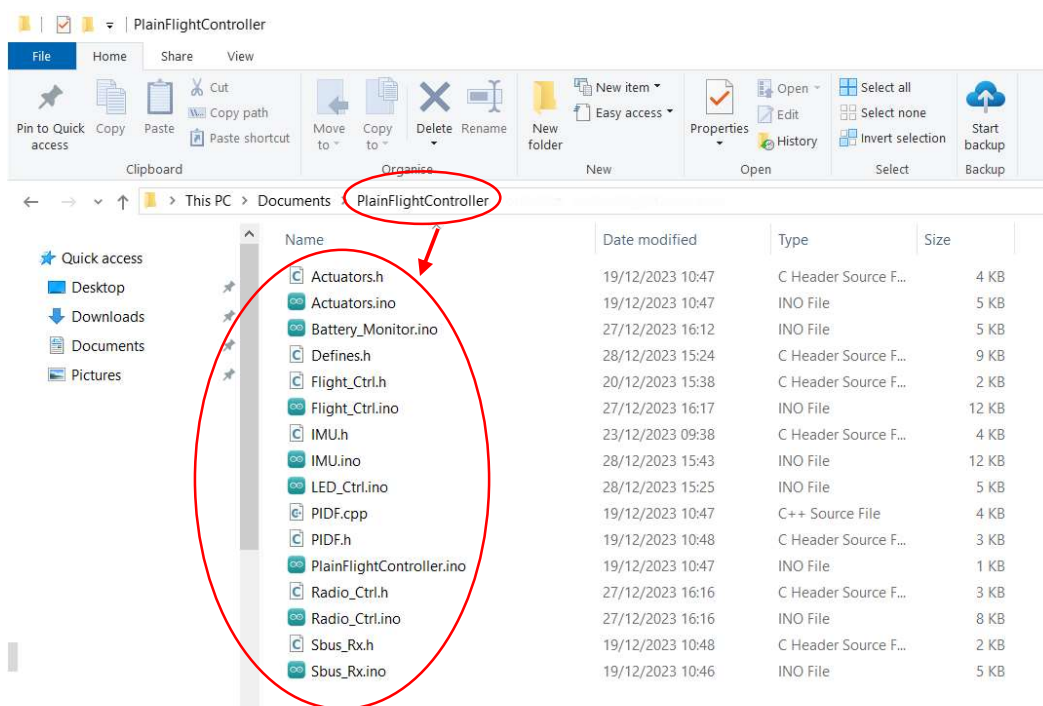 PlainFlightController
File Home Share View
Pin to Quick access
Copy
Paste
Cut
Copy path
Paste shortcut
Clipboard
Move to
Copy to
Delete
Rename
Organise
New folder
New item
Easy access
New
Properties
Open
Edit
History
Open
Select all
Select none
Invert selection
Select
Start backup
Backup
This PC > Documents > PlainFlightController
Quick access
Desktop
Downloads
Documents
Pictures
Name Date modified Type Size
Actuators.h 19/12/2023 10:47 C Header Source F... 4 KB
Actuators.ino 19/12/2023 10:47 INO File 5 KB
Battery_Monitor.ino 27/12/2023 16:12 INO File 5 KB
Defines.h 28/12/2023 15:24 C Header Source F... 9 KB
Flight_Ctrl.h 20/12/2023 15:38 C Header Source F... 2 KB
Flight_Ctrl.ino 27/12/2023 16:17 INO File 12 KB
IMU.h 23/12/2023 09:38 C Header Source F... 4 KB
IMU.ino 28/12/2023 15:43 INO File 12 KB
LED_Ctrl.ino 28/12/2023 15:25 INO File 5 KB
PIDF.cpp 19/12/2023 10:47 C++ Source File 4 KB
PIDF.h 19/12/2023 10:48 C Header Source F... 3 KB
PlainFlightController.ino 19/12/2023 10:47 INO File 1 KB
Radio_Ctrl.h 27/12/2023 16:16 C Header Source F... 3 KB
Radio_Ctrl.ino 27/12/2023 16:16 INO File 8 KB
Sbus_Rx.h 19/12/2023 10:48 C Header Source F... 2 KB
Sbus_Rx.ino 19/12/2023 10:46 INO File 5 KB